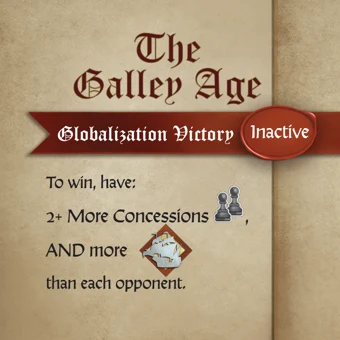 The
Galley Age
Globalization Victory Inactive
To win, have:
2+ More Concessions ,
AND more
than each opponent.